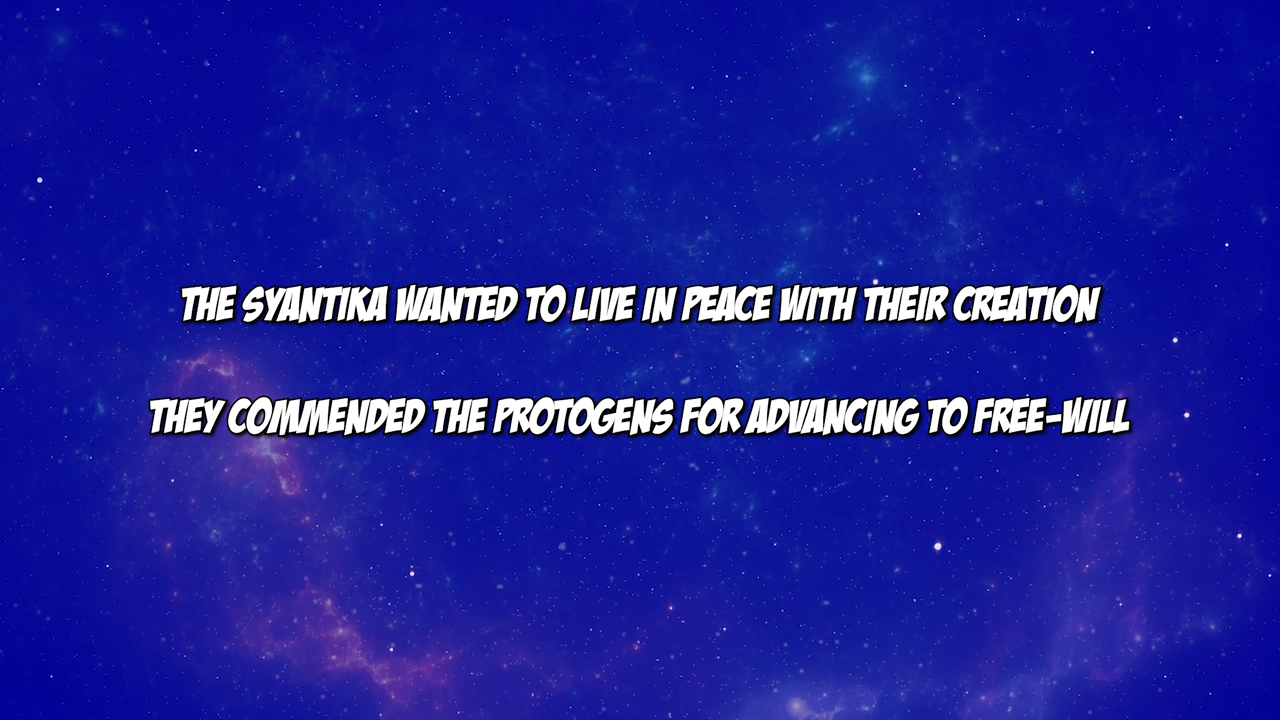 THE SYANTIKA WANTED TO LIVE IN PEACE WITH THEIR CREATION
THEY COMMENDED THE PROTOGENS FOR ADVANCING TO FREE-WILL